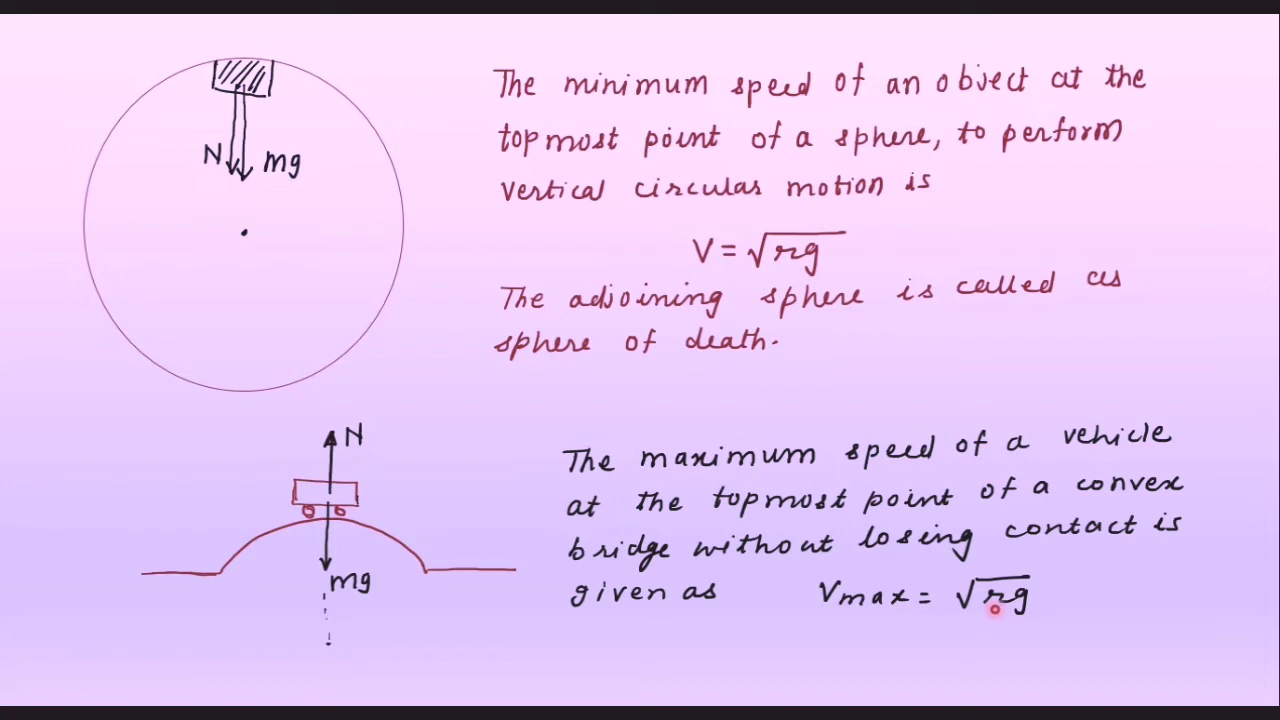 N
mg
The minimum speed of an object at the
topmost point of a sphere, to perform
vertical circular motion is
V = √rg
The adjoining sphere is called as
sphere of death.
N
mg
The maximum speed of a vehicle
at the topmost point of a convex
bridge without losing contact is
given as Vmax = √rg